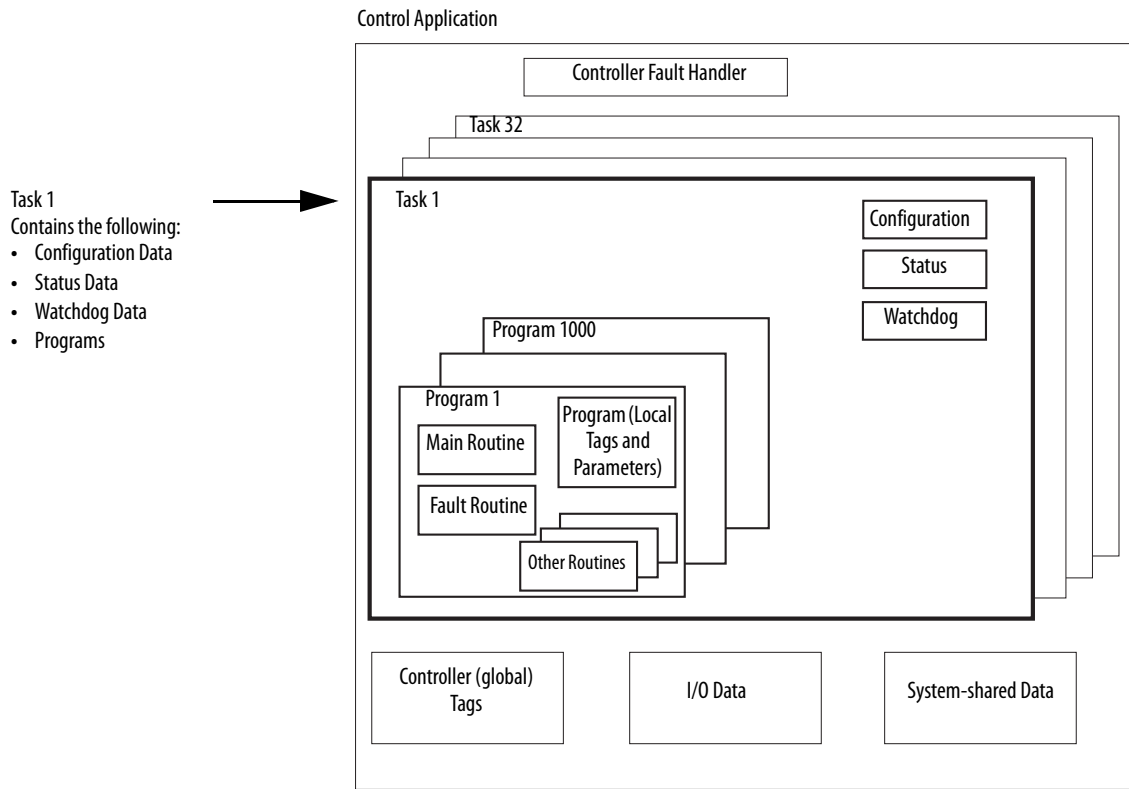 Control Application
Controller Fault Handler
Task 32
Task 1
Configuration
Status
Watchdog
Task 1
Contains the following:
• Configuration Data
• Status Data
• Watchdog Data
• Programs
Program 1000
Program 1
Main Routine
Program (Local
Tags and
Parameters)
Fault Routine
Other Routines
Controller (global)
Tags
I/O Data
System-shared Data